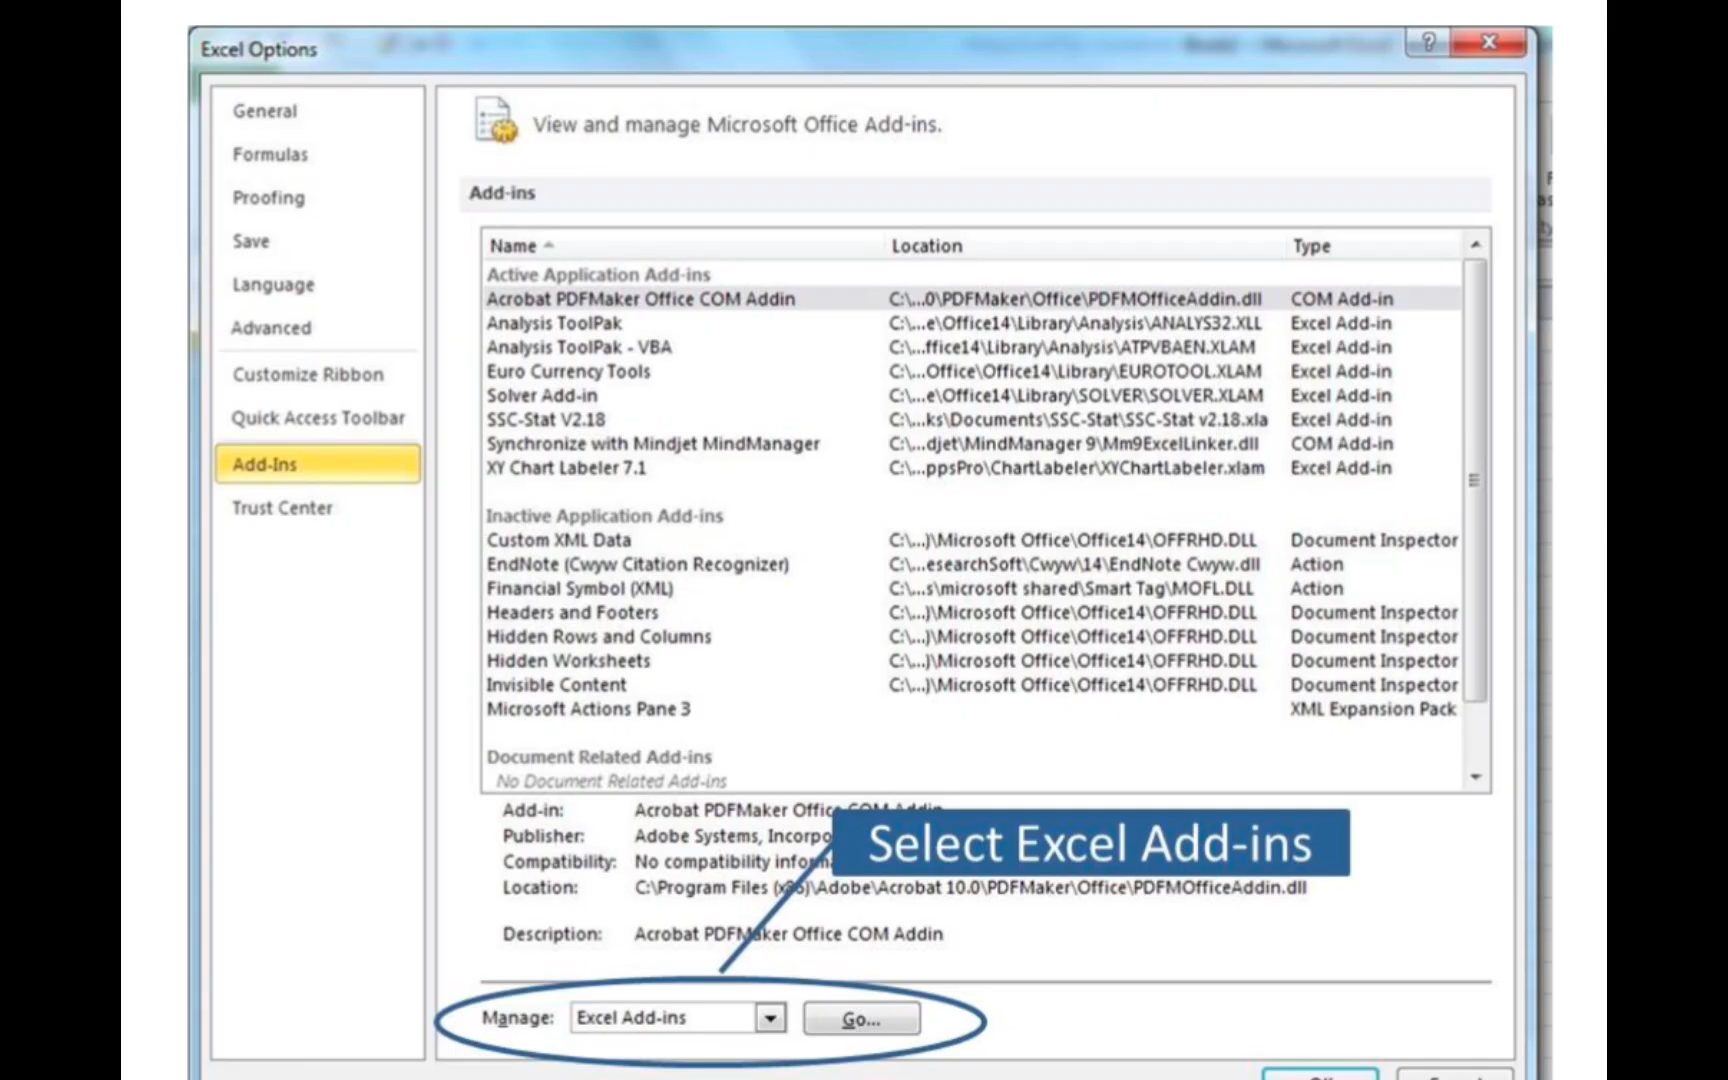 Excel Options
General
Formulas
Proofing
Save
Language
Advanced
Customize Ribbon
Quick Access Toolbar
Add-Ins
Trust Center
View and manage Microsoft Office Add-ins.
Add-ins
Name Location Type
Active Application Add-ins
Acrobat PDFMaker Office COM Addin C:\...0\PDFMaker\Office\PDFMOfficeAddin.dll COM Add-in
Analysis ToolPak C:\...e\Office14\Library\Analysis\ANALYS32.XLL Excel Add-in
Analysis ToolPak - VBA C:\...ffice14\Library\Analysis\ATPVBAEN.XLAM Excel Add-in
Euro Currency Tools C:\...Office\Office14\Library\EUROTOOL.XLAM Excel Add-in
Solver Add-in C:\...e\Office14\Library\SOLVER\SOLVER.XLAM Excel Add-in
SSC-Stat V2.18 C:\...ks\Documents\SSC-Stat\SSC-Stat v2.18.xla Excel Add-in
Synchronize with Mindjet MindManager C:\...djet\MindManager 9\Mm9ExcelLinker.dll COM Add-in
XY Chart Labeler 7.1 C:\...ppsPro\ChartLabeler\XYChartLabeler.xlam Excel Add-in
Inactive Application Add-ins
Custom XML Data C:\...)\Microsoft Office\Office14\OFFRHD.DLL Document Inspector
EndNote (Cwyw Citation Recognizer) C:\...esearchSoft\Cwyw\14\EndNote Cwyw.dll Action
Financial Symbol (XML) C:\...s\microsoft shared\Smart Tag\MOFL.DLL Action
Headers and Footers C:\...)\Microsoft Office\Office14\OFFRHD.DLL Document Inspector
Hidden Rows and Columns C:\...)\Microsoft Office\Office14\OFFRHD.DLL Document Inspector
Hidden Worksheets C:\...)\Microsoft Office\Office14\OFFRHD.DLL Document Inspector
Invisible Content C:\...)\Microsoft Office\Office14\OFFRHD.DLL Document Inspector
Microsoft Actions Pane 3 XML Expansion Pack
Document Related Add-ins
No Document Related Add-ins
Add-in: Acrobat PDFMaker Office COM Addin
Publisher: Adobe Systems, Incorpo
Select Excel Add-ins
Compatibility: No compatibility inform
Location: C:\Program Files (x86)\Adobe\Acrobat 10.0\PDFMaker\Office\PDFMOfficeAddin.dll
Description: Acrobat PDFMaker Office COM Addin
Manage: Excel Add-ins Go...